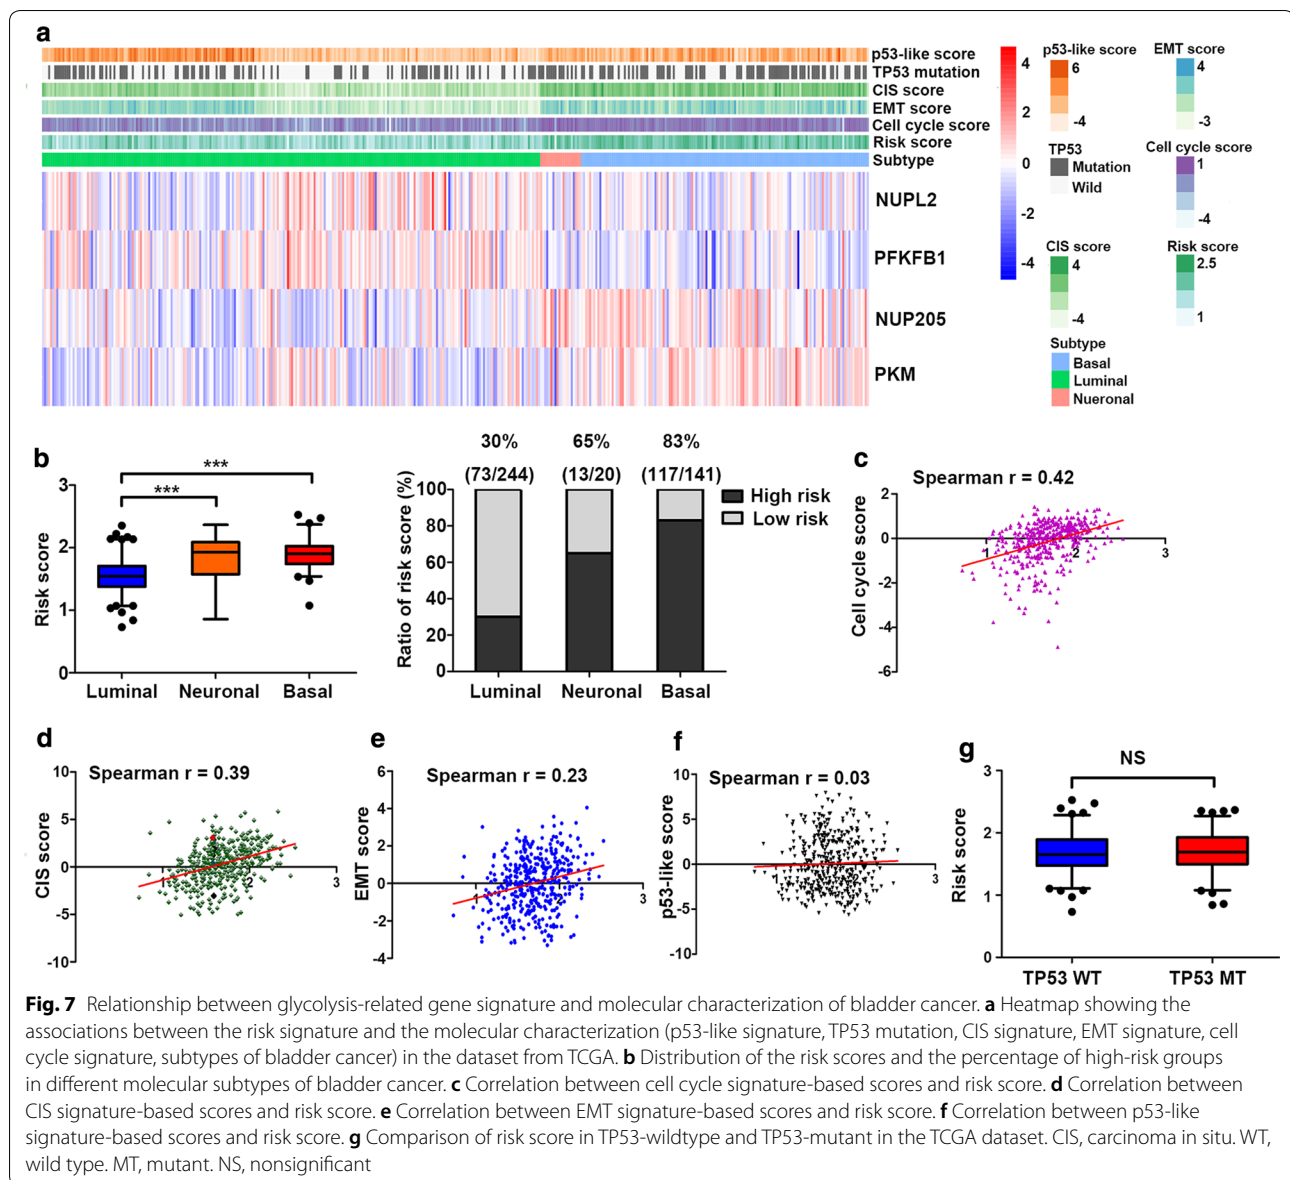 a
p53-like score
TP53 mutation
CIS score
EMT score
Cell cycle score
Risk score
Subtype
NUPL2
PFKFB1
NUP205
PKM
4
2
0
-2
-4
p53-like score
6
-4
EMT score
4
-3
TP53
Mutation
Wild
Cell cycle score
1
-4
CIS score
4
-4
Risk score
2.5
1
Subtype
Basal
Luminal
Nueronal
b
Risk score
3
2
1
0
***
***
Luminal Neuronal Basal
30% 65% 83%
(73/244) (13/20) (117/141)
Ratio of risk score (%)
100
80
60
40
20
0
High risk
Low risk
Luminal Neuronal Basal
c
Spearman r = 0.42
Cell cycle score
2
0
-2
-4
-6
1 2 3
d
Spearman r = 0.39
CIS score
10
5
0
-5
-10
1 2 3
e
Spearman r = 0.23
EMT score
6
4
2
0
-2
-4
1 3
f
Spearman r = 0.03
p53-like score
10
5
0
-5
-10
3
g
NS
Risk score
3
2
1
0
TP53 WT TP53 MT
Fig. 7 Relationship between glycolysis-related gene signature and molecular characterization of bladder cancer. a Heatmap showing the
associations between the risk signature and the molecular characterization (p53-like signature, TP53 mutation, CIS signature, EMT signature, cell
cycle signature, subtypes of bladder cancer) in the dataset from TCGA. b Distribution of the risk scores and the percentage of high-risk groups
in different molecular subtypes of bladder cancer. c Correlation between cell cycle signature-based scores and risk score. d Correlation between
CIS signature-based scores and risk score. e Correlation between EMT signature-based scores and risk score. f Correlation between p53-like
signature-based scores and risk score. g Comparison of risk score in TP53-wildtype and TP53-mutant in the TCGA dataset. CIS, carcinoma in situ. WT,
wild type. MT, mutant. NS, nonsignificant